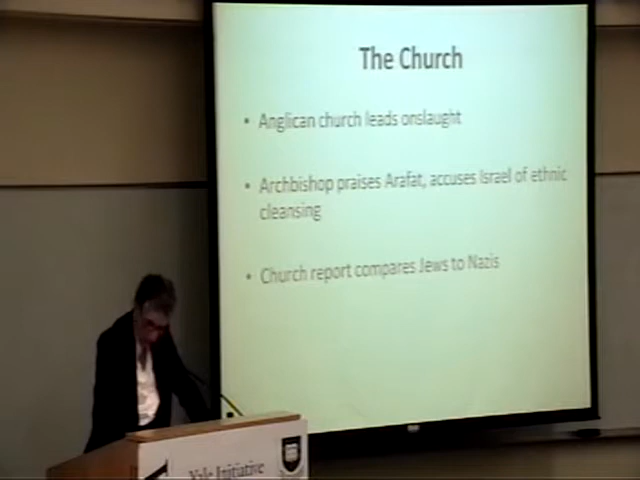 The Church
• Anglican church leads onslaught
• Archbishop praises Arafat, accuses Israel of ethnic
cleansing
• Church report compares Jews to Nazis
Yale Initiative